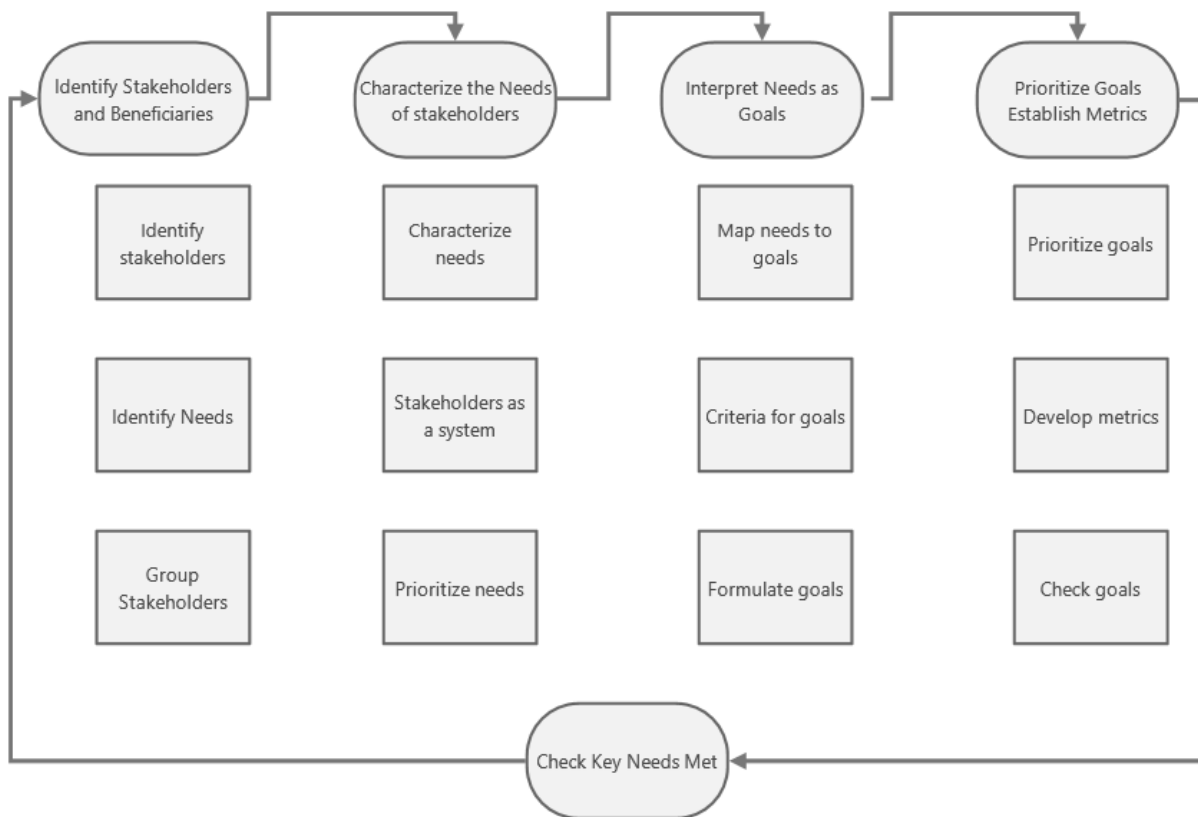 Identify Stakeholders
and Beneficiaries
Characterize the Needs
of stakeholders
Interpret Needs as
Goals
Prioritize Goals
Establish Metrics
Identify
stakeholders
Characterize
needs
Map needs to
goals
Prioritize goals
Identify Needs
Stakeholders as
a system
Criteria for goals
Develop metrics
Group
Stakeholders
Prioritize needs
Formulate goals
Check goals
Check Key Needs Met